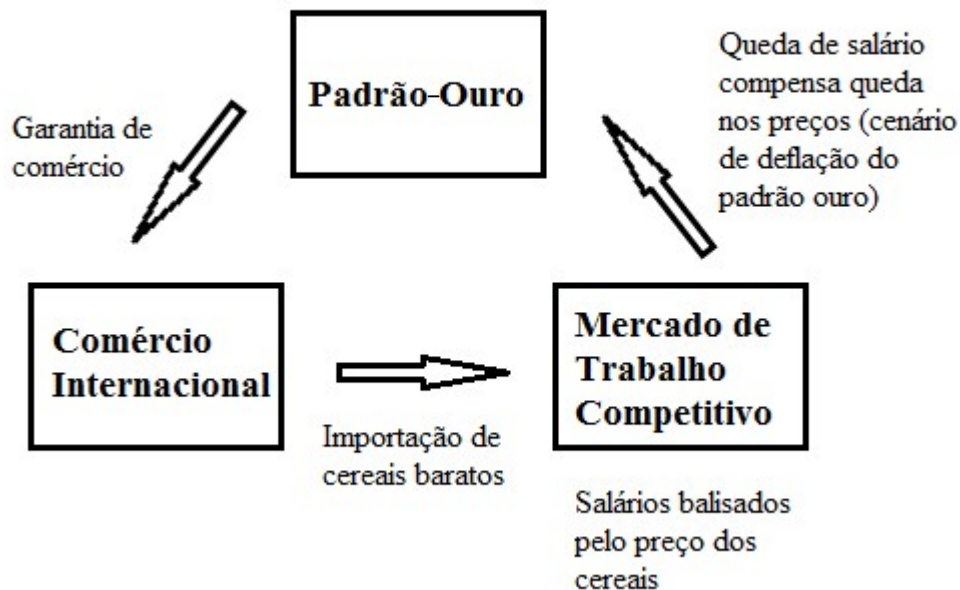 Padrão-Ouro
Garantia de
comércio
Queda de salário
compensa queda
nos preços (cenário
de deflação do
padrão ouro)
Comércio
Internacional
Importação de
cereais baratos
Mercado de
Trabalho
Competitivo
Salários balisados
pelo preço dos
cereais